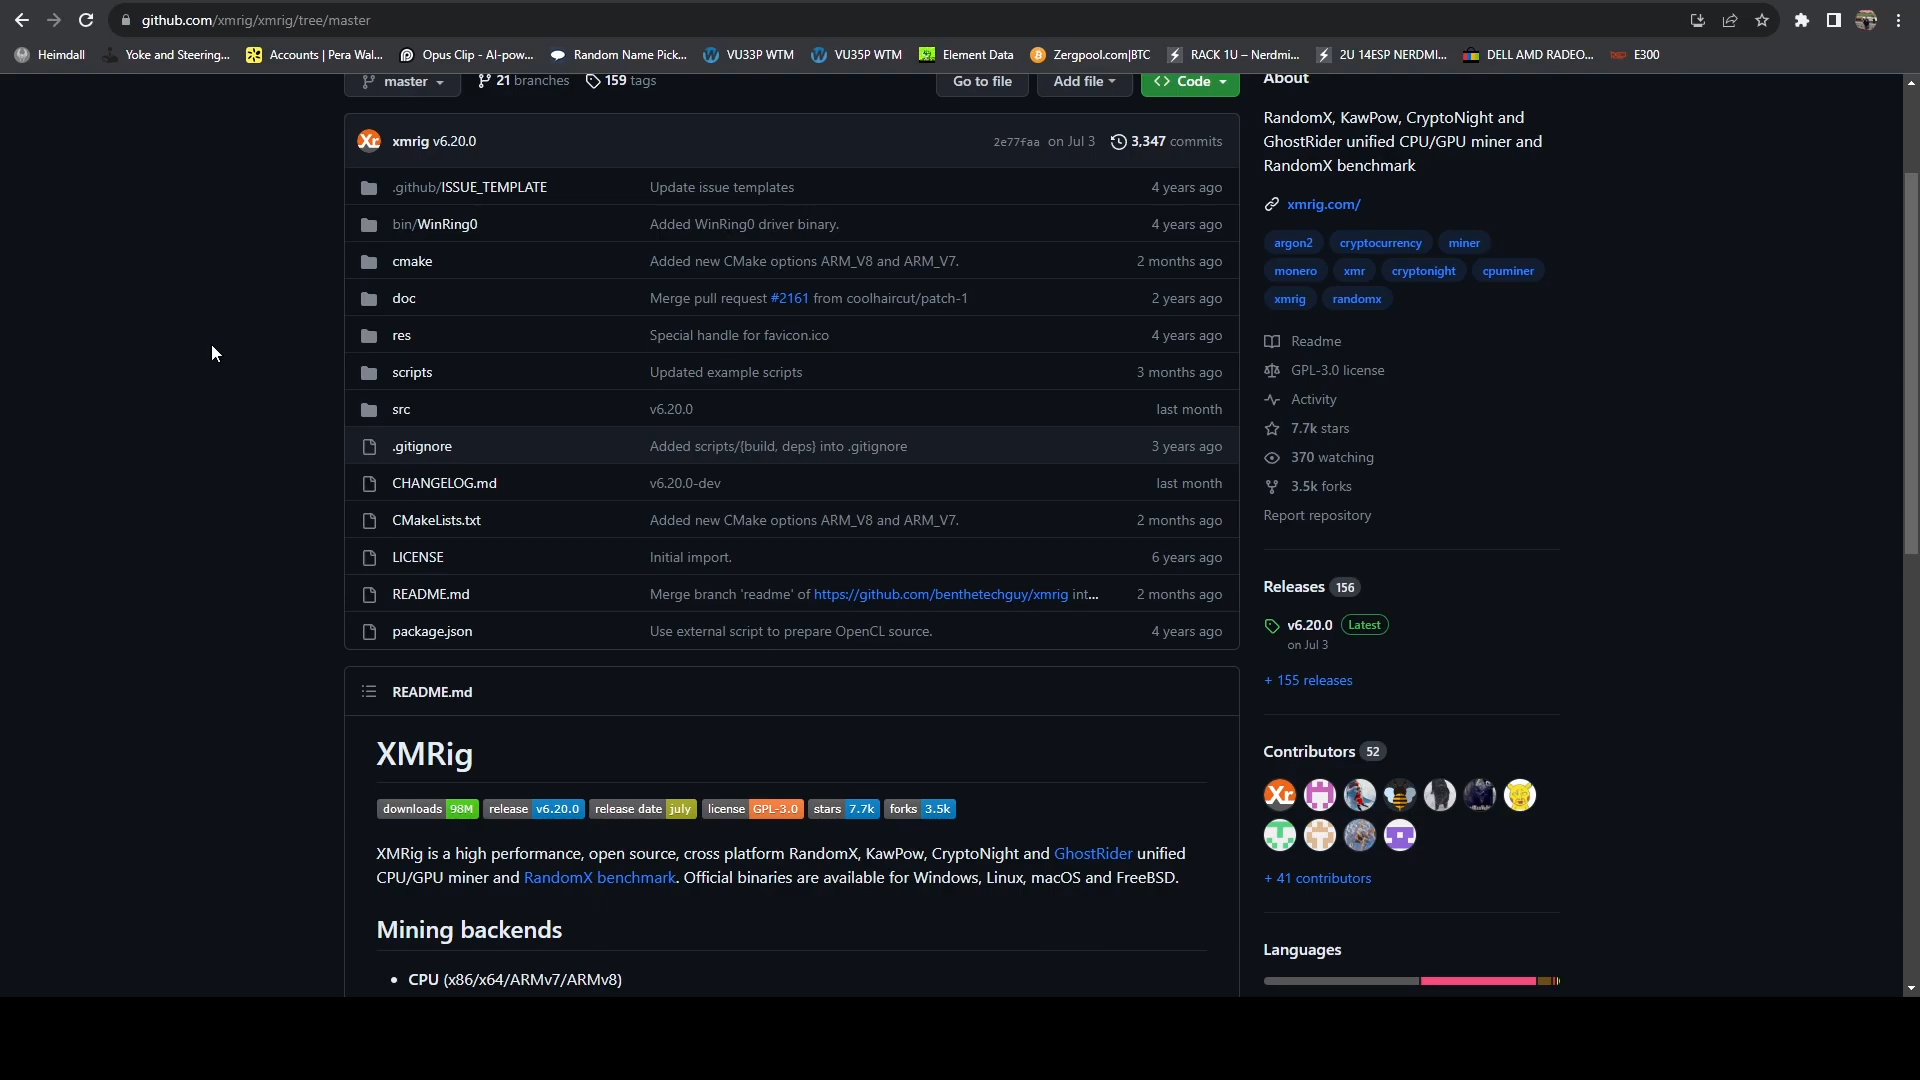 github.com/xmrig/xmrig/tree/master
Heimdall Yoke and Steering... Accounts | Pera Wal... Opus Clip - AI-pow... Random Name Pick... VU33P WTM VU35P WTM Element Data Zergpool.com|BTC RACK 1U – Nerdmi... 2U 14ESP NERDMI... DELL AMD RADEO... E300
master 21 branches 159 tags Go to file Add file <> Code
xmrig v6.20.0 2e77faa on Jul 3 3,347 commits
.github/ISSUE_TEMPLATE Update issue templates 4 years ago
bin/WinRing0 Added WinRing0 driver binary. 4 years ago
cmake Added new CMake options ARM_V8 and ARM_V7. 2 months ago
doc Merge pull request #2161 from coolhaircut/patch-1 2 years ago
res Special handle for favicon.ico 4 years ago
scripts Updated example scripts 3 months ago
src v6.20.0 last month
.gitignore Added scripts/{build, deps} into .gitignore 3 years ago
CHANGELOG.md v6.20.0-dev last month
CMakeLists.txt Added new CMake options ARM_V8 and ARM_V7. 2 months ago
LICENSE Initial import. 6 years ago
README.md Merge branch 'readme' of https://github.com/benthetechguy/xmrig int... 2 months ago
package.json Use external script to prepare OpenCL source. 4 years ago
README.md
XMRig
downloads 98M release v6.20.0 release date july license GPL-3.0 stars 7.7k forks 3.5k
XMRig is a high performance, open source, cross platform RandomX, KawPow, CryptoNight and GhostRider unified
CPU/GPU miner and RandomX benchmark. Official binaries are available for Windows, Linux, macOS and FreeBSD.
Mining backends
• CPU (x86/x64/ARMv7/ARMv8)
About
RandomX, KawPow, CryptoNight and
GhostRider unified CPU/GPU miner and
RandomX benchmark
xmrig.com/
argon2 cryptocurrency miner
monero xmr cryptonight cpuminer
xmrig randomx
Readme
GPL-3.0 license
Activity
7.7k stars
370 watching
3.5k forks
Report repository
Releases 156
v6.20.0 Latest
on Jul 3
+ 155 releases
Contributors 52
Xr
+ 41 contributors
Languages